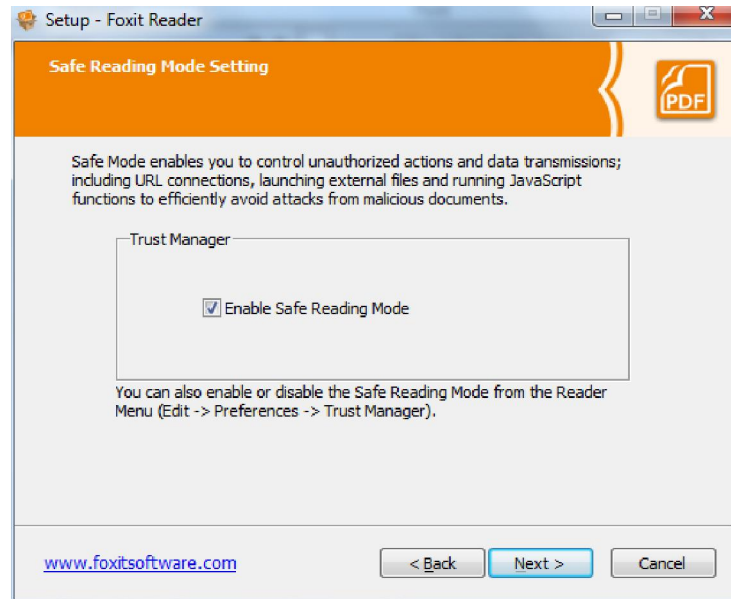 Setup - Foxit Reader
Safe Reading Mode Setting
PDF
Safe Mode enables you to control unauthorized actions and data transmissions;
including URL connections, launching external files and running JavaScript
functions to efficiently avoid attacks from malicious documents.
Trust Manager
Enable Safe Reading Mode
You can also enable or disable the Safe Reading Mode from the Reader
Menu (Edit -> Preferences -> Trust Manager).
www.foxitsoftware.com
< Back
Next >
Cancel